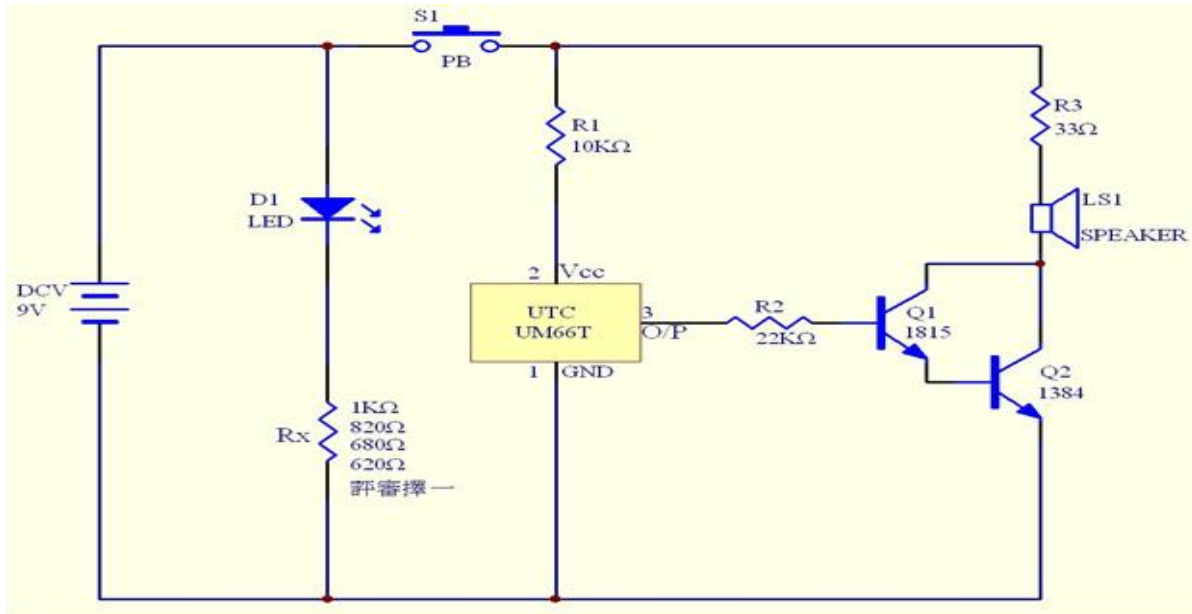 S1
PB
R1
10KΩ
R3
33Ω
D1
LED
LS1
SPEAKER
DCV
9V
2 Vcc
UTC
UM66T
3
O/P
1 GND
R2
22KΩ
Q1
1815
Q2
1384
Rx
1KΩ
820Ω
680Ω
620Ω
評審擇一